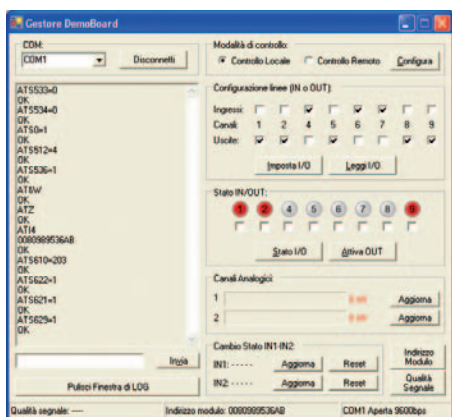 Gestore DemoBoard
COM:
COM1
Disconnetti
ATS533=0
OK
ATS534=0
OK
ATS0=1
OK
ATS512=4
OK
ATS536=1
OK
AT&W
OK
ATZ
OK
ATI4
0080989536AB
OK
ATS610=203
OK
ATS622=1
OK
ATS621=1
OK
ATS629=1
OK
Invia
Pulisci Finestra di LOG
Modalità di controllo:
Controllo Locale
Controllo Remoto
Configura
Configurazione linee (IN o OUT):
Ingressi:
Canali: 1 2 4 5 6 7 8 9
Uscite:
Imposta I/O
Leggi I/O
Stato IN/OUT:
1 2 4 5 6 7 8 9
Stato I/O
Attiva OUT
Canali Analogici:
1
Aggiorna
2
Aggiorna
Cambio Stato IN1-IN2:
IN1: -----
Aggiorna
Reset
IN2: -----
Aggiorna
Reset
Indirizzo
Modulo
Qualità
Segnale
Qualità segnale: ----
Indirizzo modulo: 0080989536AB
COM1 Aperta 9600bps